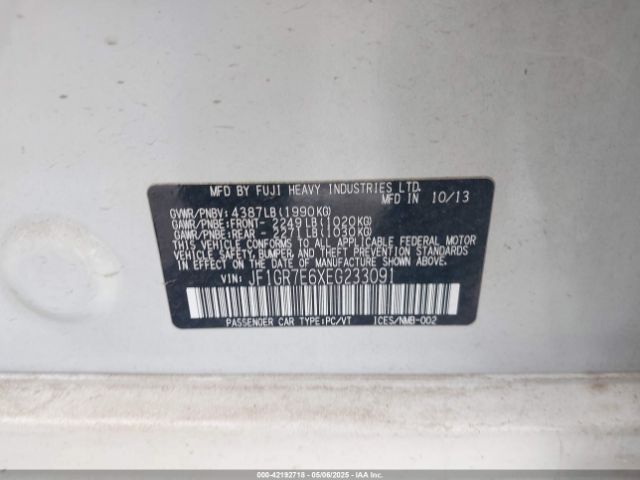 MFD BY FUJI HEAVY INDUSTRIES LTD.
MFD IN 10/13
GVWR/PNBV: 4387LB(1990KG)
GAWR/PNBE:FRONT- 2249LB(1020KG)
GAWR/PNBE:REAR - 2271LB(1030KG)
THIS VEHICLE CONFORMS TO ALL APPLICABLE FEDERAL MOTOR
VEHICLE SAFETY, BUMPER, AND THEFT PREVENTION STANDARDS
IN EFFECT ON THE DATE OF MANUFACTURE SHOWN ABOVE.
VIN: JF1GR7E6XEG233091
PASSENGER CAR TYPE:PC/VT ICES/NMB-002
000-42192718 - 05/06/2025 - IAAI.COM